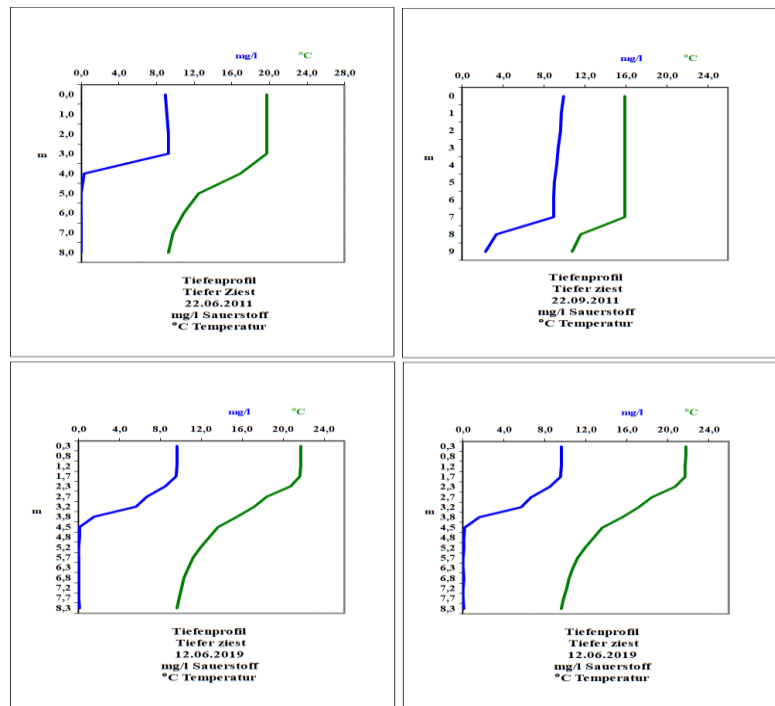 mg/l °C
0,0 4,0 8,0 12,0 16,0 20,0 24,0 28,0
0,0
1,0
2,0
m
3,0
4,0
5,0
6,0
7,0
8,0
Tiefenprofil
Tiefer Ziest
22.06.2011
mg/l Sauerstoff
°C Temperatur
mg/l °C
0,0 4,0 8,0 12,0 16,0 20,0 24,0
0
1
2
3
m
4
5
6
7
8
9
Tiefenprofil
Tiefer ziest
22.09.2011
mg/l Sauerstoff
°C Temperatur
mg/l °C
0,0 4,0 8,0 12,0 16,0 20,0 24,0
0,3
0,8
1,2
1,7
2,3
2,7
3,2
m
3,8
4,5
4,8
5,2
5,7
6,3
6,8
7,2
7,7
8,3
Tiefenprofil
Tiefer ziest
12.06.2019
mg/l Sauerstoff
°C Temperatur
mg/l °C
0,0 4,0 8,0 12,0 16,0 20,0 24,0
0,3
0,8
1,2
1,7
2,3
2,7
3,2
m
3,8
4,5
4,8
5,2
5,7
6,3
6,8
7,2
7,7
8,3
Tiefenprofil
Tiefer ziest
12.06.2019
mg/l Sauerstoff
°C Temperatur